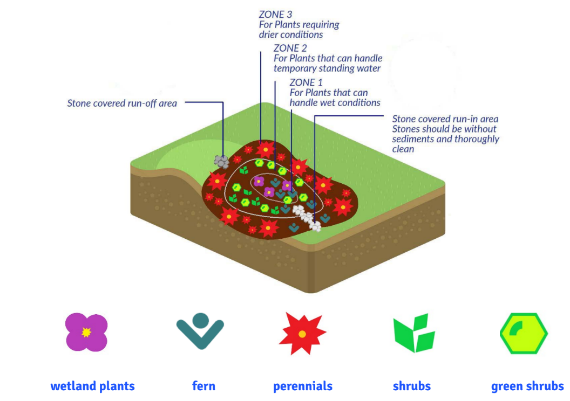 ZONE 3
For Plants requiring
drier conditions
ZONE 2
For Plants that can handle
temporary standing water
ZONE 1
For Plants that can
handle wet conditions
Stone covered run-off area
Stone covered run-in area
Stones should be without
sediments and thoroughly
clean
wetland plants
fern
perennials
shrubs
green shrubs